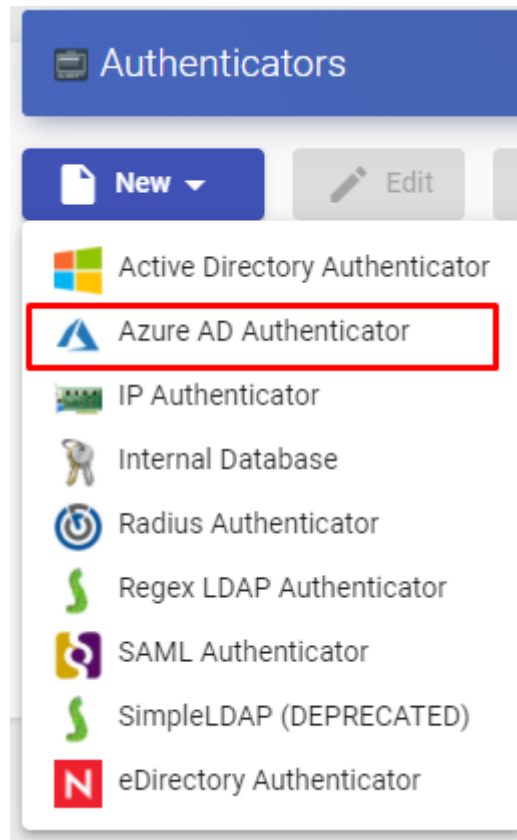 Authenticators
New
Edit
Active Directory Authenticator
Azure AD Authenticator
IP Authenticator
Internal Database
Radius Authenticator
Regex LDAP Authenticator
SAML Authenticator
SimpleLDAP (DEPRECATED)
eDirectory Authenticator